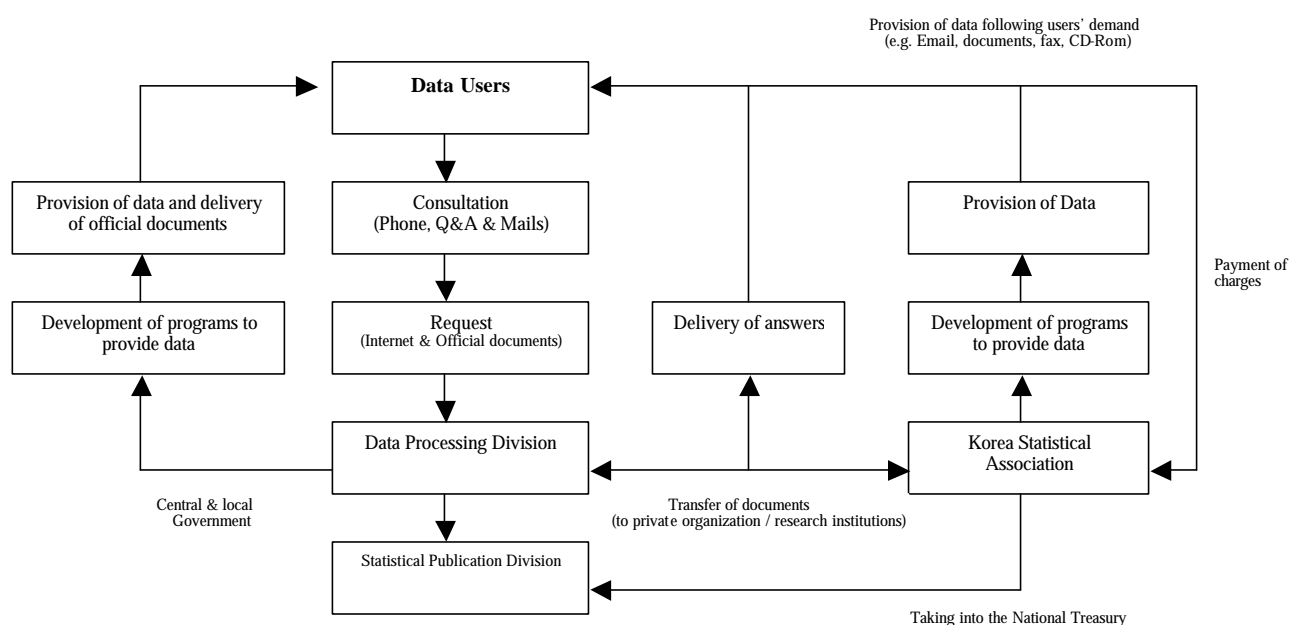 Provision of data following users' demand
(e.g. Email, documents, fax, CD-Rom)
Data Users
Provision of data and delivery
of official documents
Consultation
(Phone, Q&A & Mails)
Provision of Data
Payment of
charges
Development of programs to
provide data
Request
(Internet & Official documents)
Delivery of answers
Development of programs
to provide data
Data Processing Division
Korea Statistical
Association
Central & local
Government
Transfer of documents
(to private organization / research institutions)
Statistical Publication Division
Taking into the National Treasury